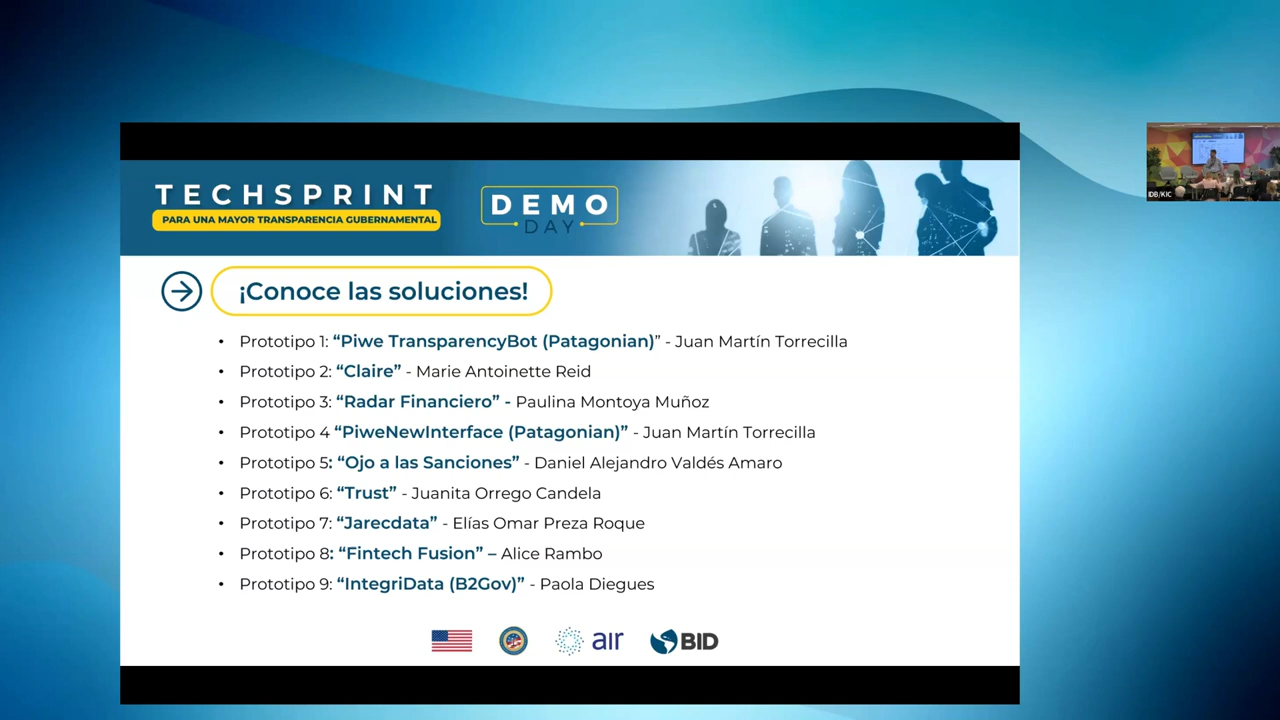 TECHSPRINT
PARA UNA MAYOR TRANSPARENCIA GUBERNAMENTAL
DEMO
DAY
¡Conoce las soluciones!
• Prototipo 1: “Piwe TransparencyBot (Patagonian)” - Juan Martín Torrecilla
• Prototipo 2: “Claire” - Marie Antoinette Reid
• Prototipo 3: “Radar Financiero” - Paulina Montoya Muñoz
• Prototipo 4 “PiweNewInterface (Patagonian)” - Juan Martín Torrecilla
• Prototipo 5: “Ojo a las Sanciones” - Daniel Alejandro Valdés Amaro
• Prototipo 6: “Trust” - Juanita Orrego Candela
• Prototipo 7: “Jarecdata” - Elías Omar Preza Roque
• Prototipo 8: “Fintech Fusion” – Alice Rambo
• Prototipo 9: “IntegriData (B2Gov)” - Paola Diegues
air
BID
IDB/KIC